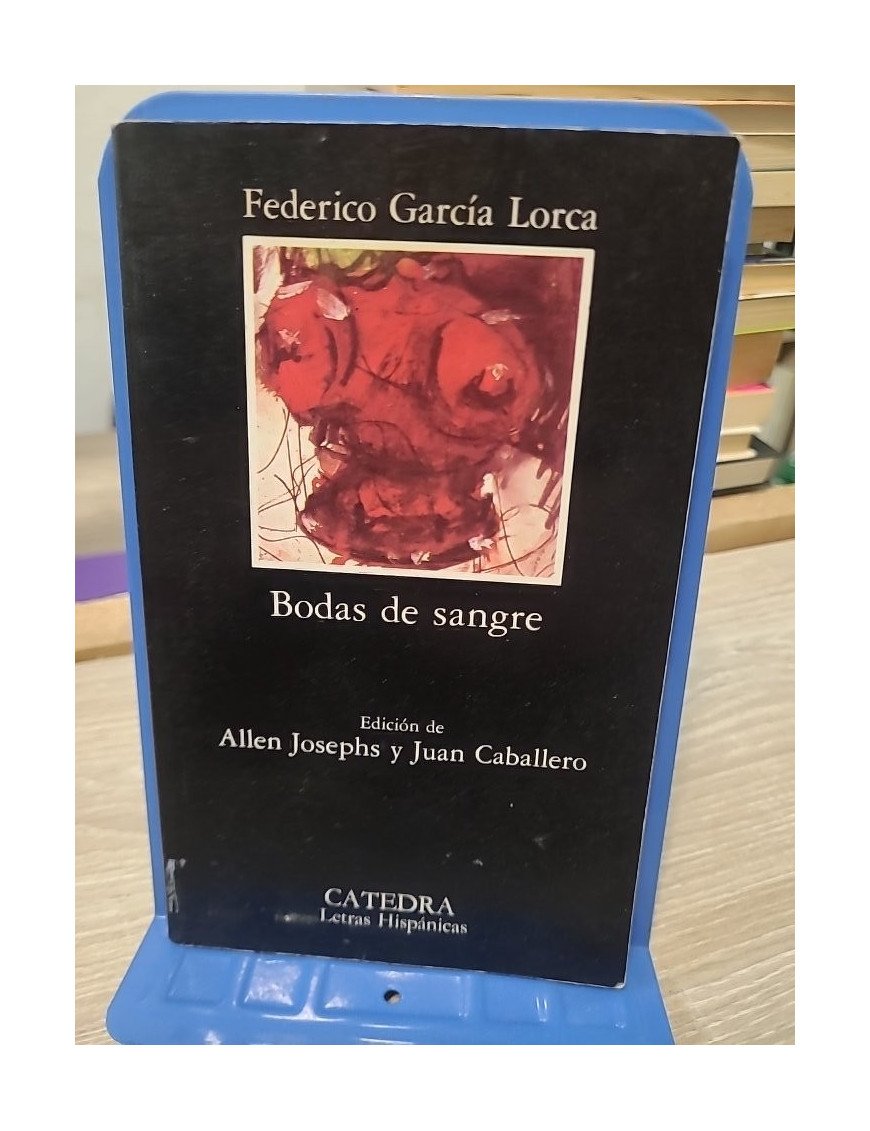 Federico García Lorca
Bodas de sangre
Edición de
Allen Josephs y Juan Caballero
CATEDRA
Letras Hispánicas